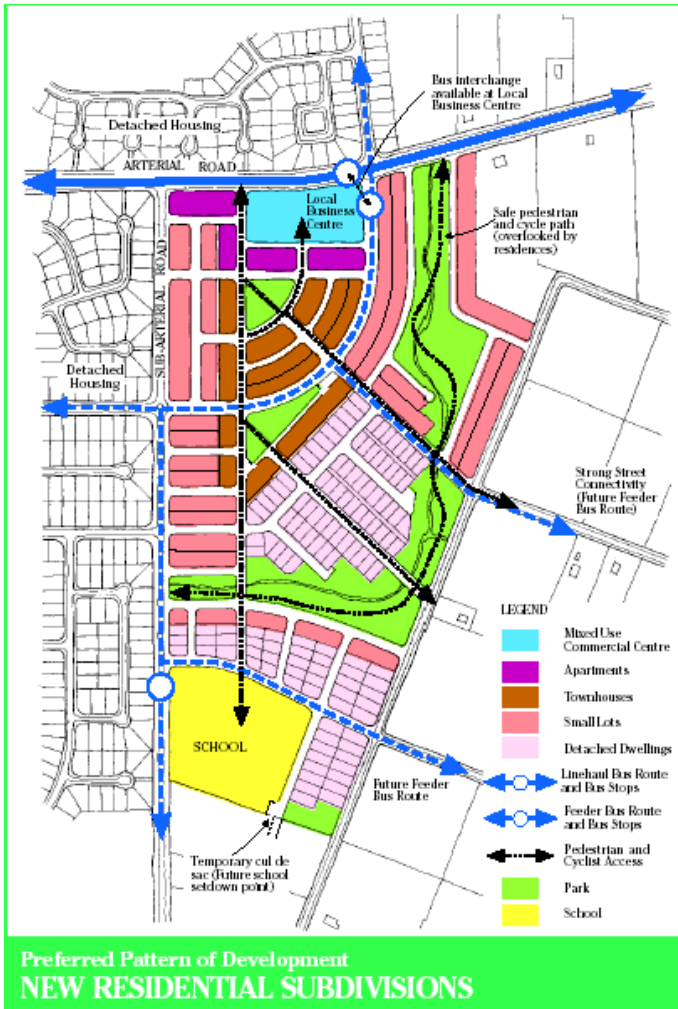 Bus interchange
available at Local
Business Centre
Detached Housing
ARTERIAL ROAD
Local
Business
Centre
Safe pedestrian
and cycle path
(overlooked by
residences)
SUB-ARTERIAL ROAD
Detached
Housing
Strong Street
Connectivity
(Future Feeder
Bus Route)
LEGEND
Mixed Use
Commercial Centre
Apartments
Townhouses
Small Lots
Detached Dwellings
Linehaul Bus Route
and Bus Stops
Feeder Bus Route
and Bus Stops
Pedestrian and
Cyclist Access
Park
School
SCHOOL
Future Feeder
Bus Route
Temporary cul de
sac (Future school
setdown point)
Preferred Pattern of Development
NEW RESIDENTIAL SUBDIVISIONS